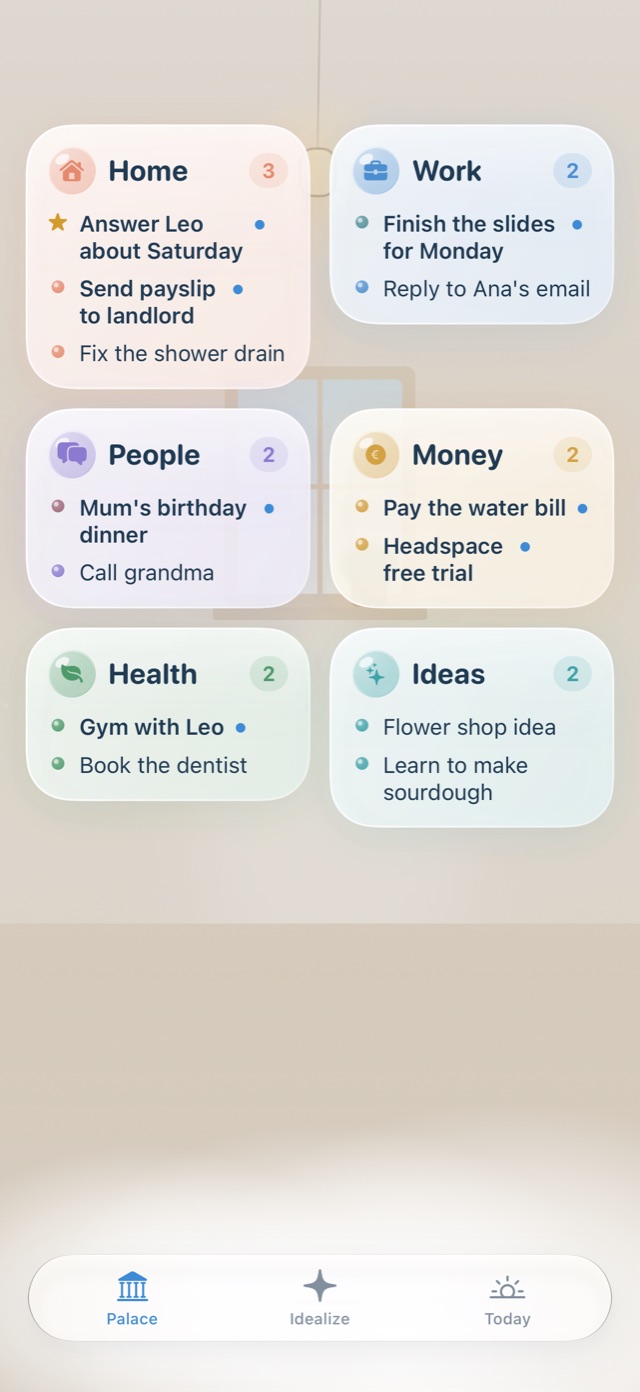 Home 3
Answer Leo
about Saturday
Send payslip
to landlord
Fix the shower drain
Work 2
Finish the slides
for Monday
Reply to Ana's email
People 2
Mum's birthday
dinner
Call grandma
Money 2
Pay the water bill
Headspace
free trial
Health 2
Gym with Leo
Book the dentist
Ideas 2
Flower shop idea
Learn to make
sourdough
Palace
Idealize
Today